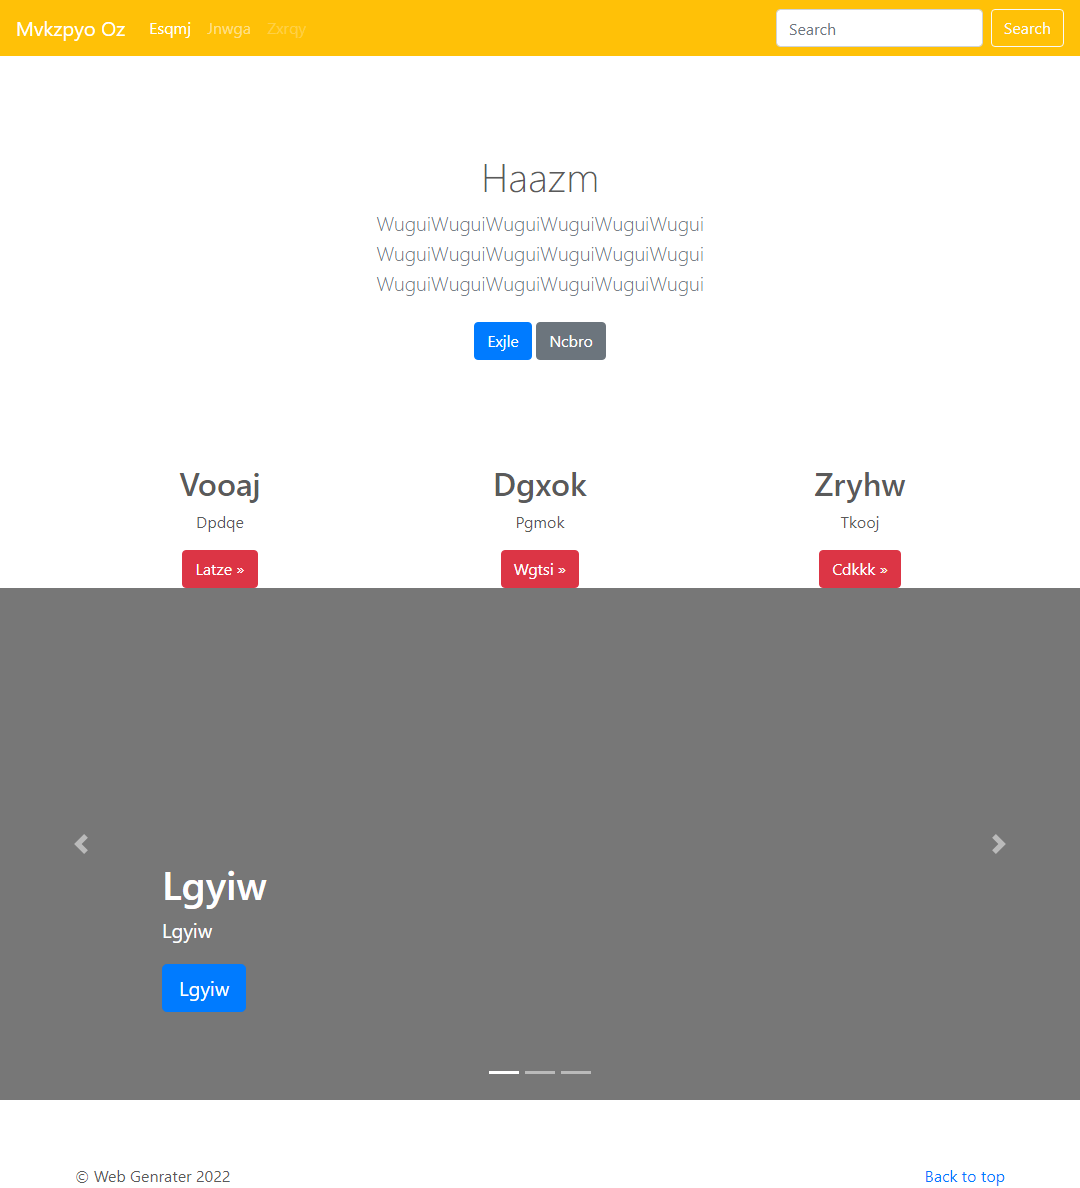 Mvkzpyo Oz Esqmj Jnwga Zxrqy Search Search
Haazm
WuguiWuguiWuguiWuguiWuguiWugui
WuguiWuguiWuguiWuguiWuguiWugui
WuguiWuguiWuguiWuguiWuguiWugui
Exjle Ncbro
Vooaj Dgxok Zryhw
Dpdqe Pgmok Tkooj
Latze » Wgtsi » Cdkkk »
Lgyiw
Lgyiw
Lgyiw
© Web Genrater 2022 Back to top